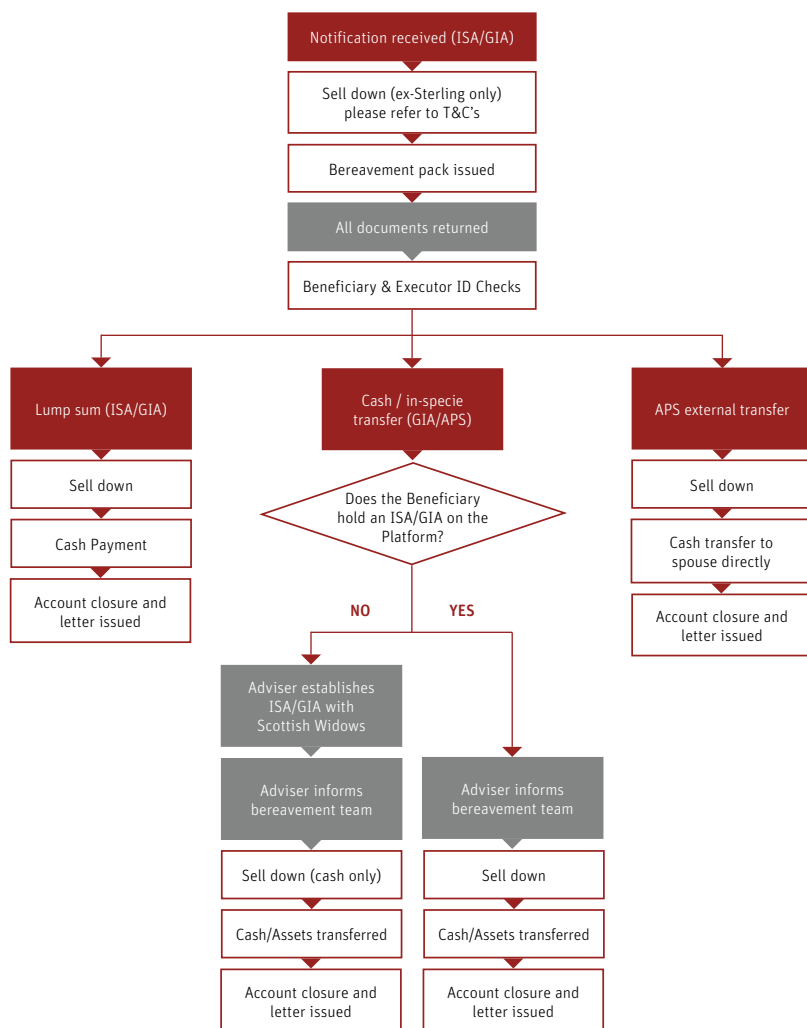 Notification received (ISA/GIA)
Sell down (ex-Sterling only)
please refer to T&C's
Bereavement pack issued
All documents returned
Beneficiary & Executor ID Checks
Lump sum (ISA/GIA)
Sell down
Cash Payment
Account closure and
letter issued
Cash / in-specie
transfer (GIA/APS)
Does the Beneficiary
hold an ISA/GIA on the
Platform?
NO
YES
Adviser establishes
ISA/GIA with
Scottish Widows
Adviser informs
bereavement team
Sell down (cash only)
Cash/Assets transferred
Account closure and
letter issued
Adviser informs
bereavement team
Sell down
Cash/Assets transferred
Account closure and
letter issued
APS external transfer
Sell down
Cash transfer to
spouse directly
Account closure and
letter issued